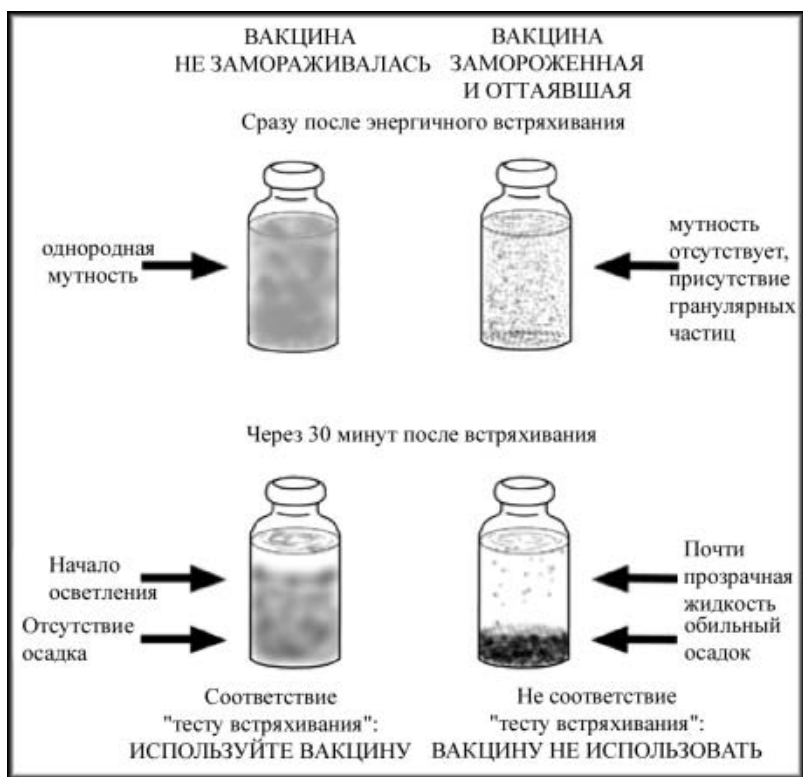 ВАКЦИНА
НЕ ЗАМОРАЖИВАЛАСЬ
ВАКЦИНА
ЗАМОРОЖЕННАЯ
И ОТТАЯВШАЯ
Сразу после энергичного встряхивания
однородная
мутность
мутность
отсутствует,
присутствие
гранулярных
частиц
Через 30 минут после встряхивания
Начало
осветления
Отсутствие
осадка
Почти
прозрачная
жидкость
обильный
осадок
Соответствие
"тесту встряхивания":
ИСПОЛЬЗУЙТЕ ВАКЦИНУ
Не соответствие
"тесту встряхивания":
ВАКЦИНУ НЕ ИСПОЛЬЗОВАТЬ